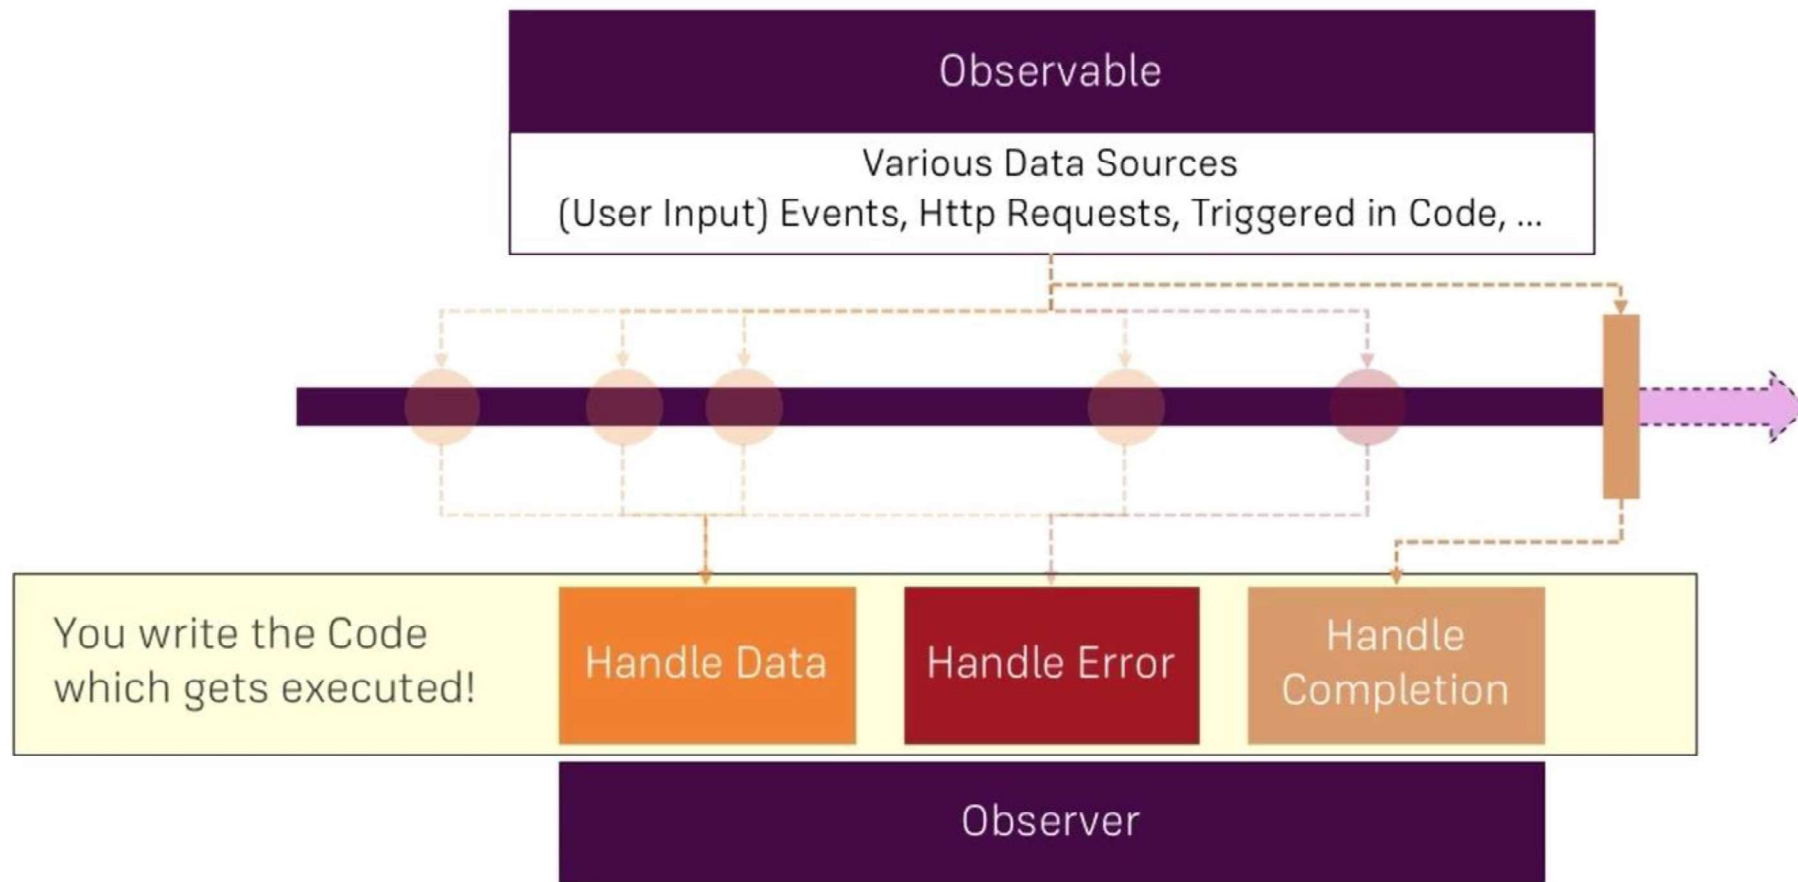 Observable
Various Data Sources
(User Input) Events, Http Requests, Triggered in Code, ...
You write the Code
which gets executed!
Handle Data
Handle Error
Handle
Completion
Observer